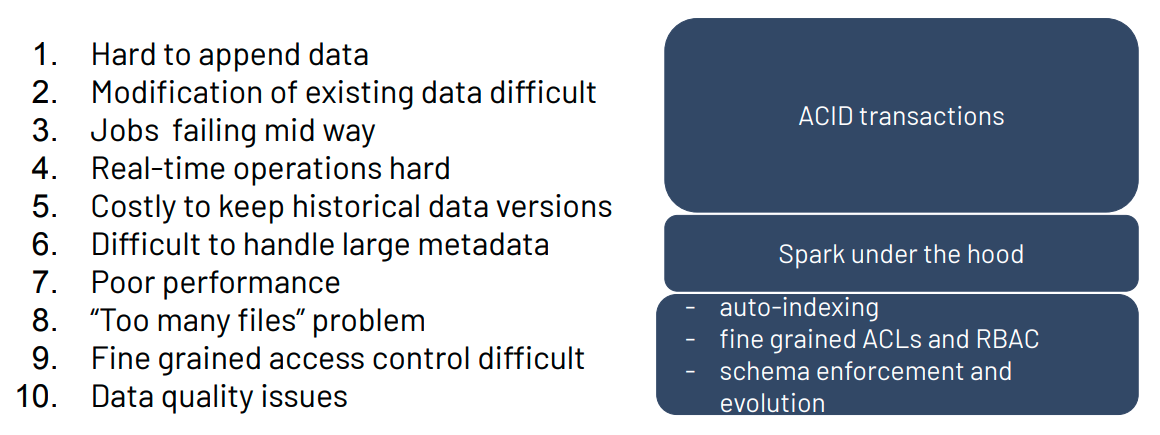 1. Hard to append data
2. Modification of existing data difficult
3. Jobs  failing mid way
4. Real-time operations hard
5. Costly to keep historical data versions
6. Difficult to handle large metadata
7. Poor performance
8. “Too many files” problem
9. Fine grained access control difficult
10. Data quality issues
ACID transactions
Spark under the hood
- auto-indexing
- fine grained ACLs and RBAC
- schema enforcement and
evolution